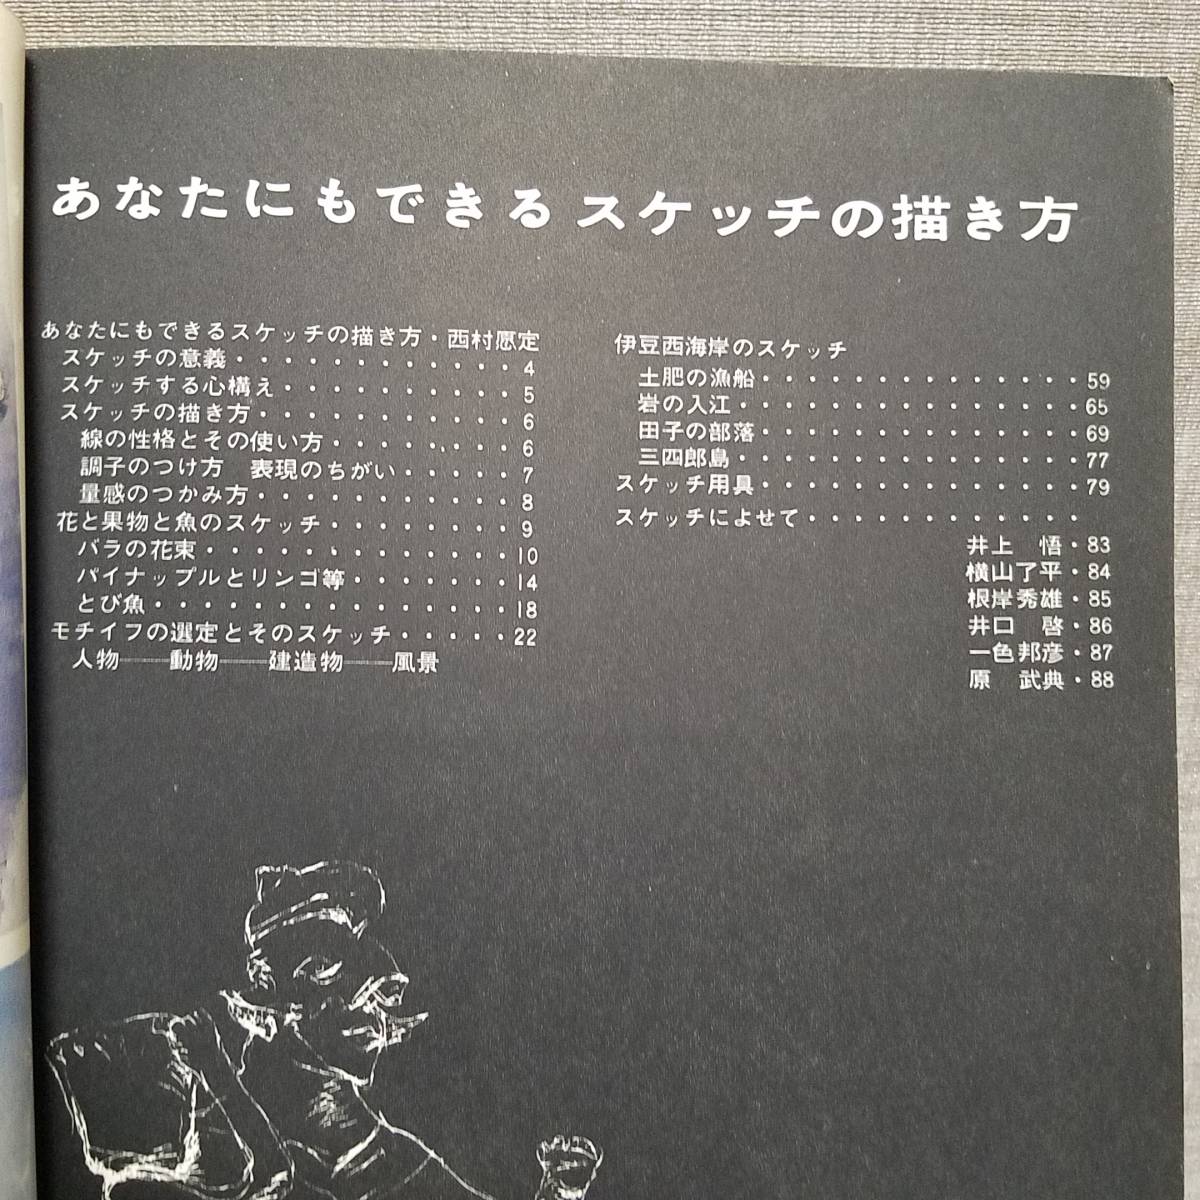 あなたにもできるスケッチの描き方
あなたにもできるスケッチの描き方・西村愿定
スケッチの意義・・・・・・・・・・・・4
スケッチする心構え・・・・・・・・・・・5
スケッチの描き方・・・・・・・・・・・6
線の性格とその使い方・・・・・・・・6
調子のつけ方　表現のちがい・・・・・7
量感のつかみ方・・・・・・・・・・・8
花と果物と魚のスケッチ・・・・・・・・9
バラの花束・・・・・・・・・・・・・10
パイナップルとリンゴ等・・・・・・・14
とび魚・・・・・・・・・・・・・・・18
モチイフの選定とそのスケッチ・・・・・22
人物――動物――建造物――風景
伊豆西海岸のスケッチ
土肥の漁船・・・・・・・・・・・・・・59
岩の入江・・・・・・・・・・・・・・・65
田子の部落・・・・・・・・・・・・・・69
三四郎島・・・・・・・・・・・・・・・77
スケッチ用具・・・・・・・・・・・・・・79
スケッチによせて・・・・・・・・・・・・
井上　悟・83
横山了平・84
根岸秀雄・85
井口　啓・86
一色邦彦・87
原　武典・88